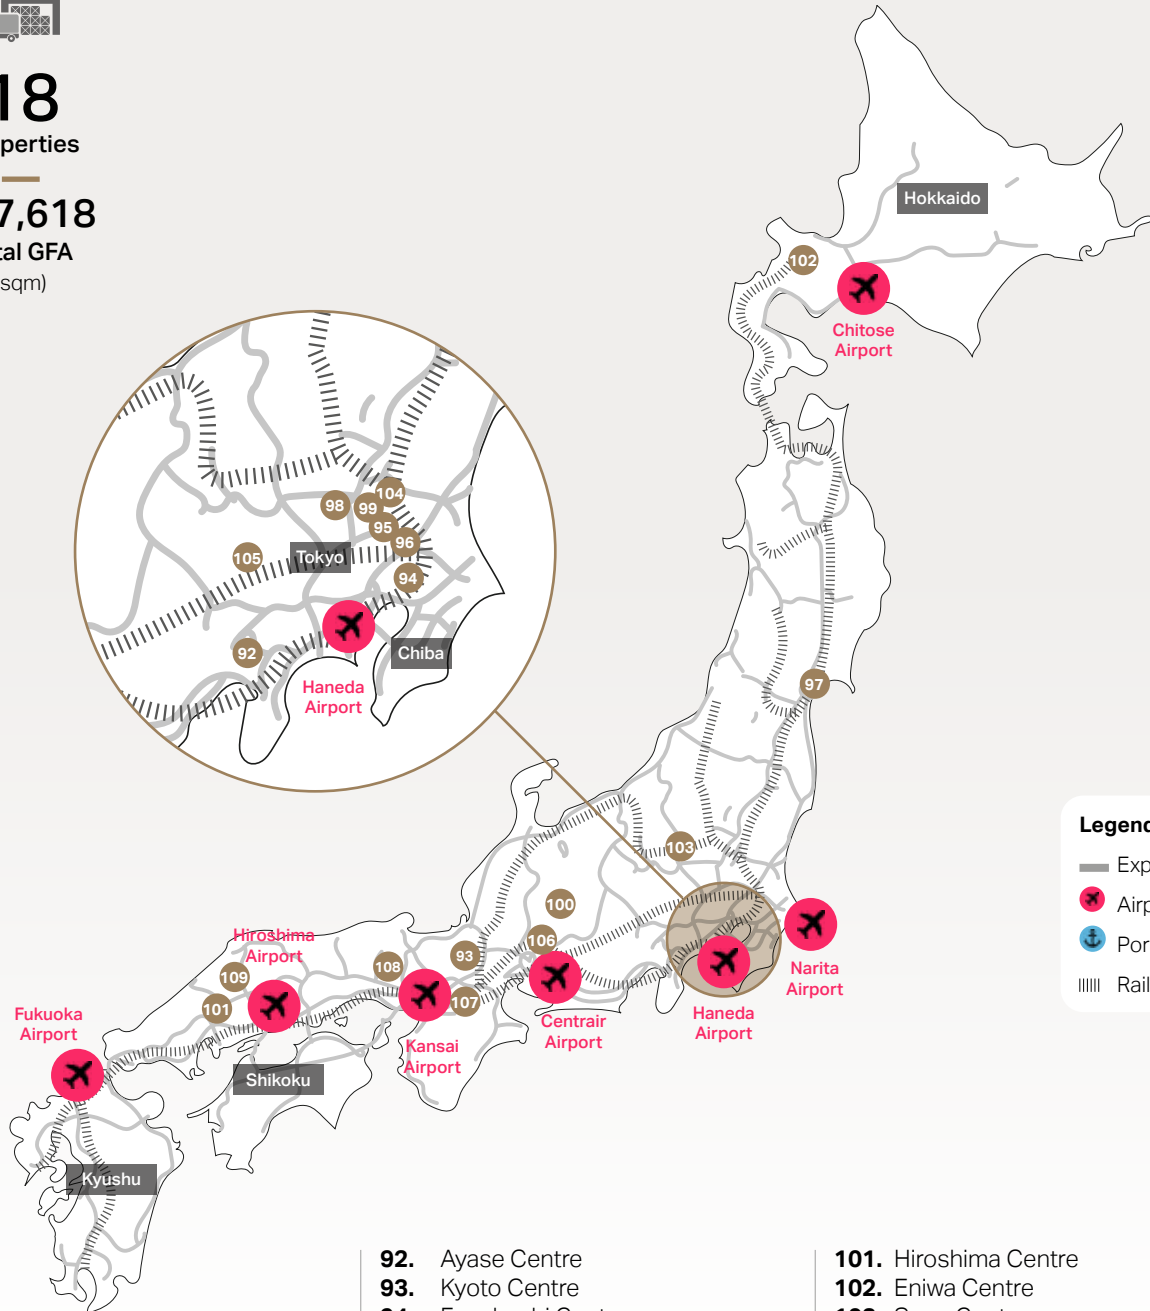 18
perties
7,618
tal GFA
sqm)
Hokkaido
102
Chitose
Airport
104
98
99
95
96
105
Tokyo
94
92
Chiba
Haneda
Airport
97
103
Legend
Exp
Airp
Por
Rail
100
106
93
108
107
109
101
Hiroshima
Airport
Narita
Airport
Haneda
Airport
Centrair
Airport
Kansai
Airport
Fukuoka
Airport
Shikoku
Kyushu
92. Ayase Centre
93. Kyoto Centre
101. Hiroshima Centre
102. Eniwa Centre